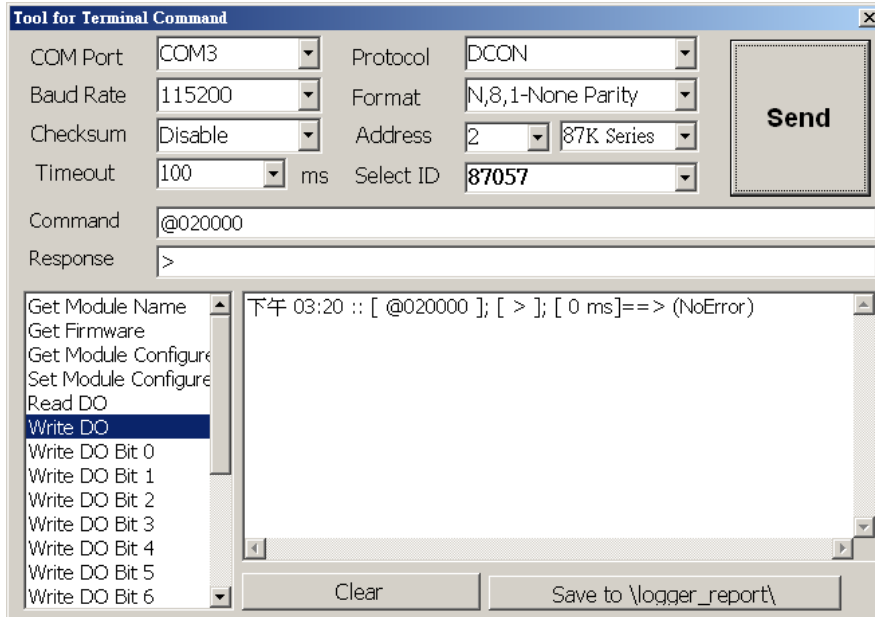 Tool for Terminal Command
COM Port COM3 Protocol DCON
Baud Rate 115200 Format N,8,1-None Parity
Checksum Disable Address 2 87K Series
Timeout 100 ms Select ID 87057
Send
Command @020000
Response >
Get Module Name
Get Firmware
Get Module Configure
Set Module Configure
Read DO
Write DO
Write DO Bit 0
Write DO Bit 1
Write DO Bit 2
Write DO Bit 3
Write DO Bit 4
Write DO Bit 5
Write DO Bit 6
下午 03:20 :: [ @020000 ]; [ > ]; [ 0 ms]==> (NoError)
Clear
Save to \logger_report\